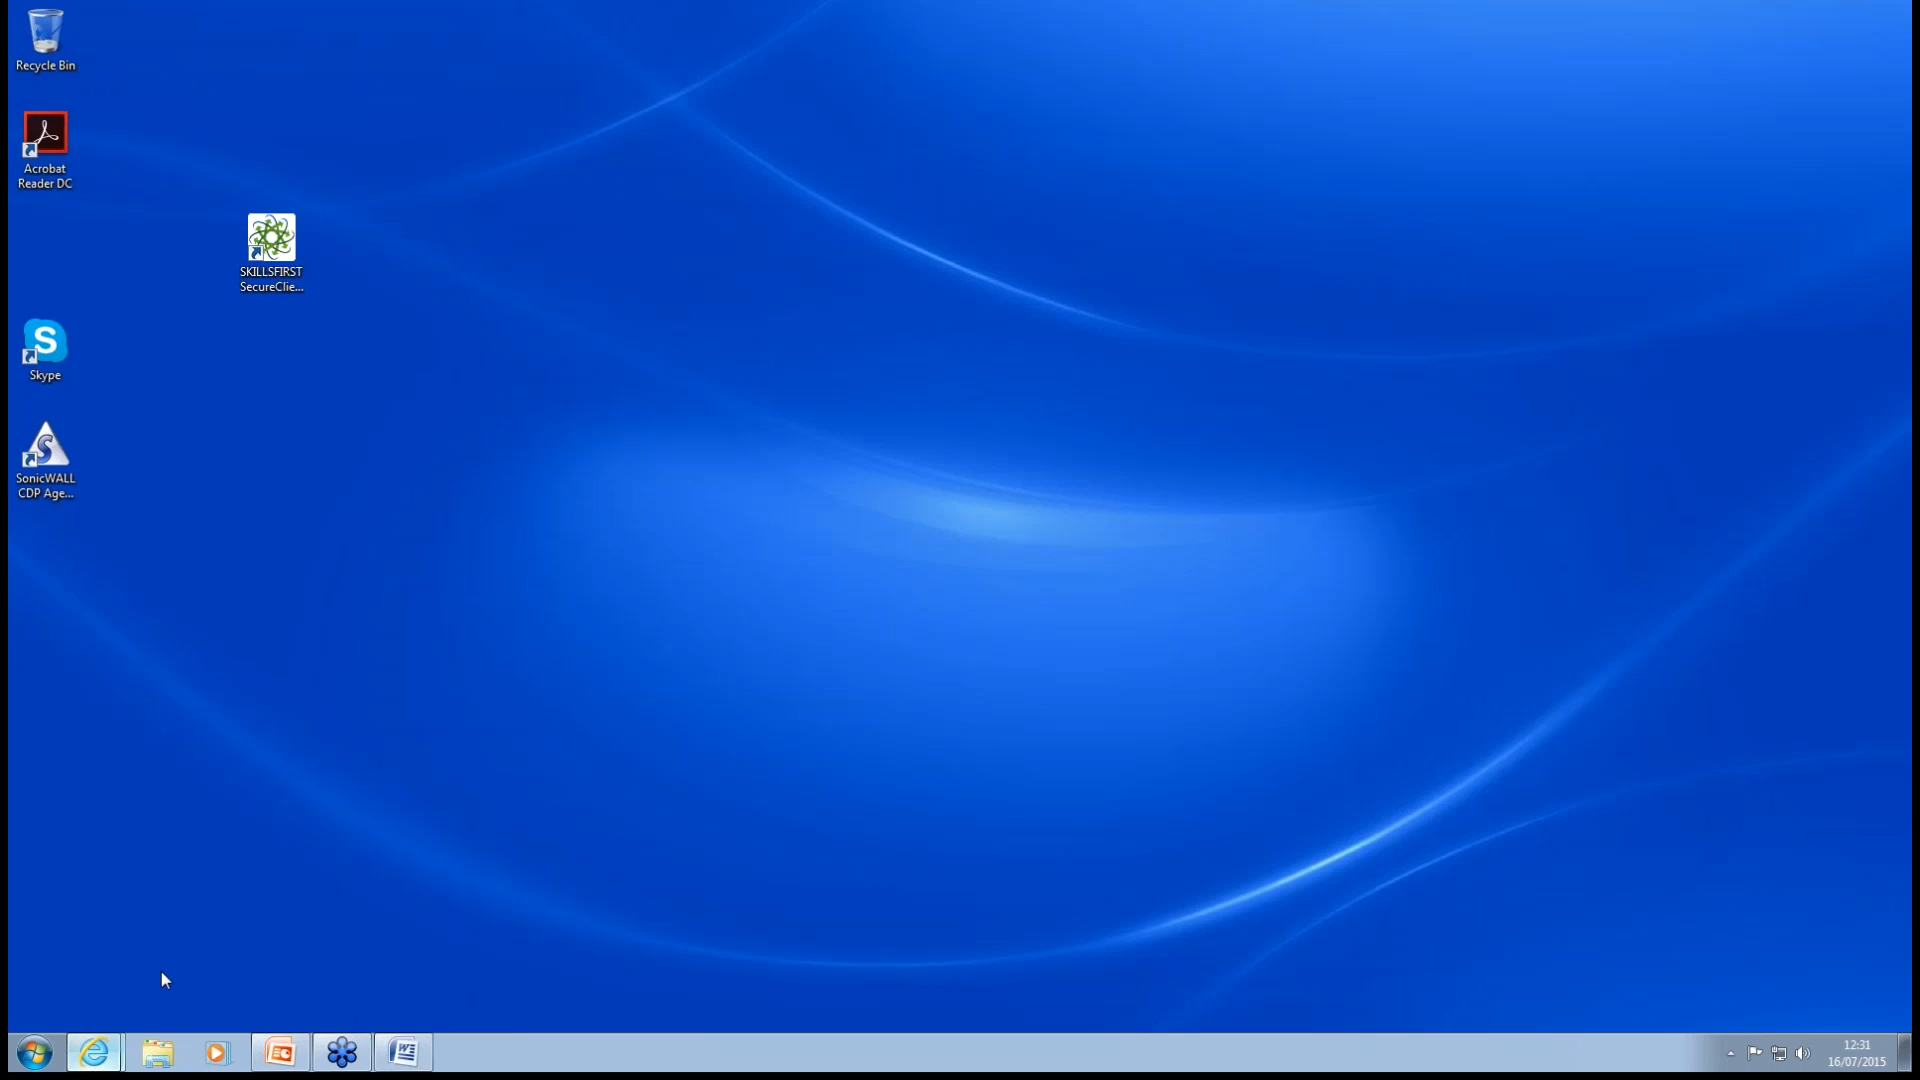 Recycle Bin
Acrobat
Reader DC
SKILLSFIRST
SecureClie...
Skype
SonicWALL
CDP Age...
12:31
16/07/2015